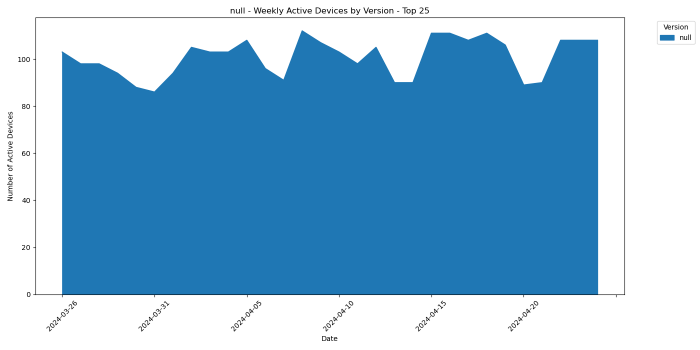 null - Weekly Active Devices by Version - Top 25
Version
null
Number of Active Devices
100
80
60
40
20
0
2024-03-26
2024-03-31
2024-04-05
2024-04-10
2024-04-15
2024-04-20
Date